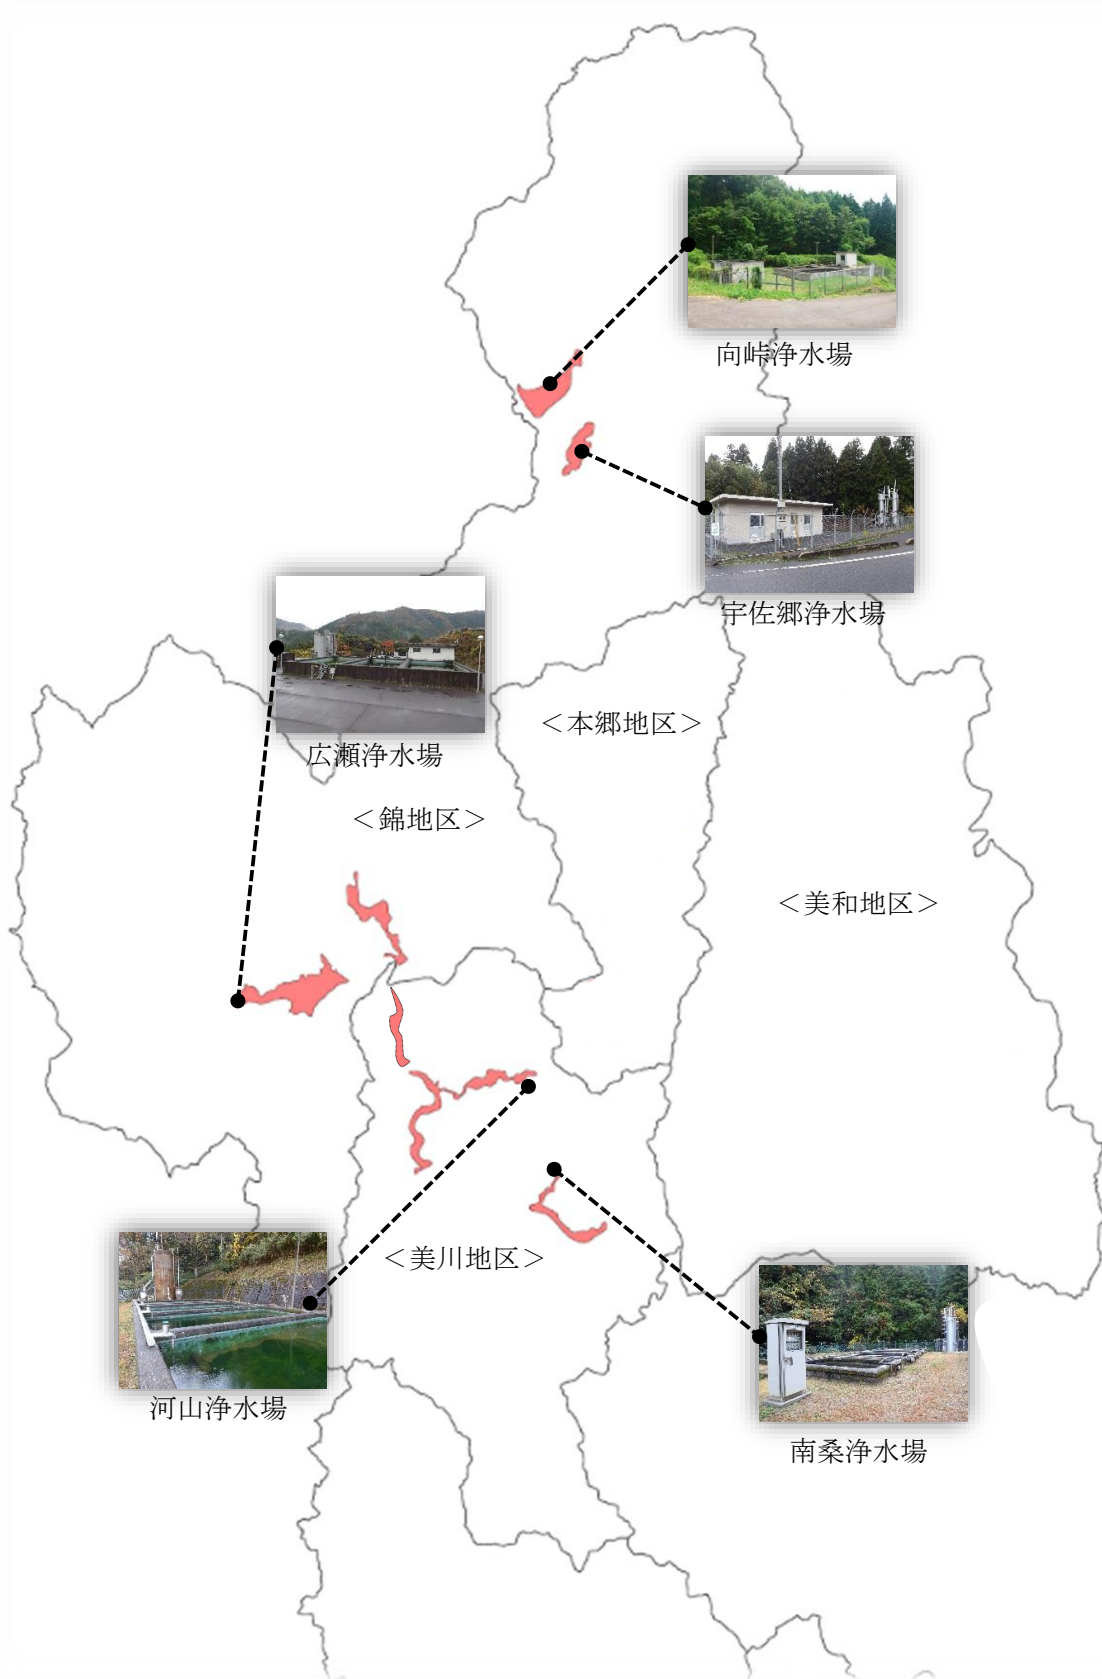 向峠浄水場
宇佐郷浄水場
＜本郷地区＞
広瀬浄水場
＜錦地区＞
＜美和地区＞
＜美川地区＞
河山浄水場
南桑浄水場